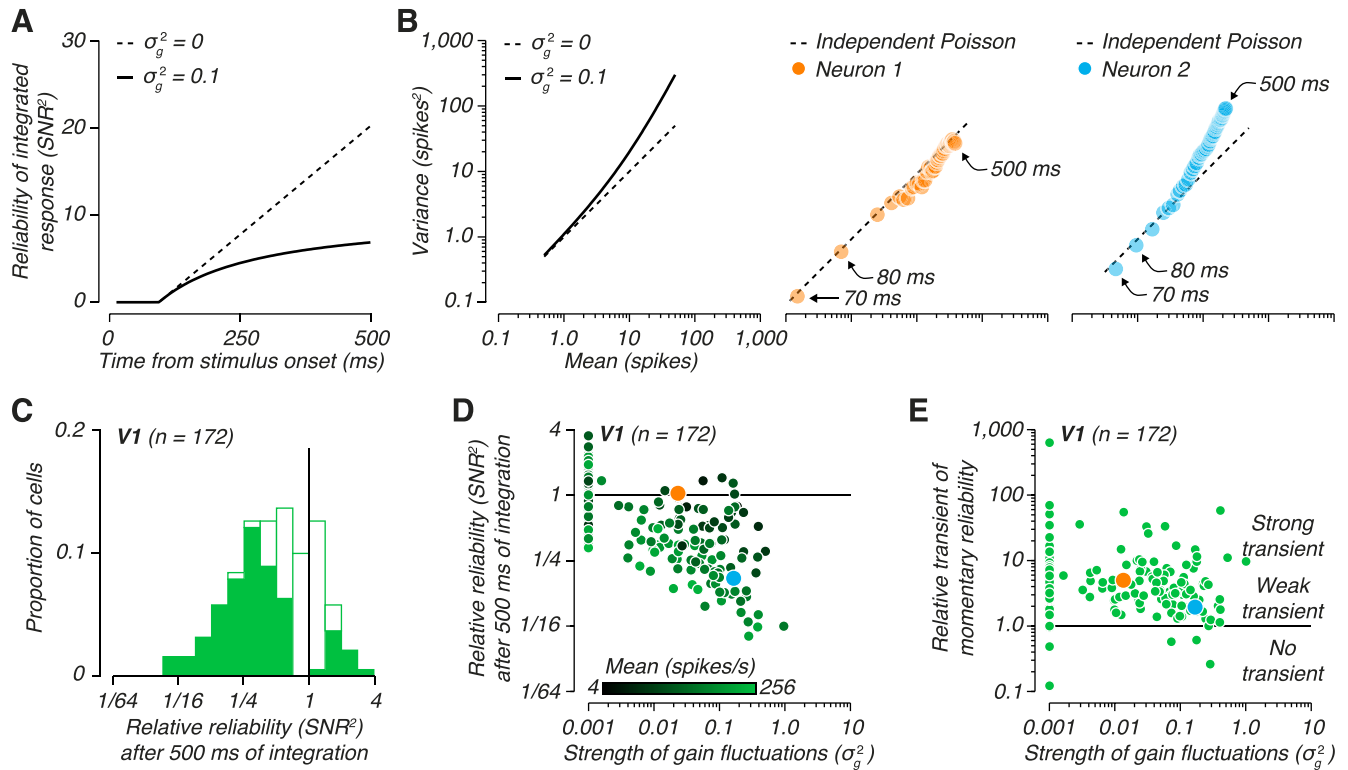 A
30
20
10
0
Reliability of integrated
response (SNR²)
σg² = 0
σg² = 0.1
0
250
500
Time from stimulus onset (ms)
B
1,000
100
10
1.0
0.1
Variance (spikes²)
σg² = 0
σg² = 0.1
0.1
1.0
10
100
1,000
Mean (spikes)
Independent Poisson
Neuron 1
500 ms
80 ms
70 ms
Independent Poisson
Neuron 2
500 ms
80 ms
70 ms
C
0.2
0.1
0
Proportion of cells
V1 (n = 172)
1/64
1/16
1/4
1
4
Relative reliability (SNR²)
after 500 ms of integration
D
4
1
1/4
1/16
1/64
Relative reliability (SNR²)
after 500 ms of integration
V1 (n = 172)
Mean (spikes/s)
4
256
0.001
0.01
0.1
1.0
10
Strength of gain fluctuations (σg²)
E
1,000
100
10
1.0
0.1
Relative transient of
momentary reliability
V1 (n = 172)
Strong
transient
Weak
transient
No
transient
0.001
0.01
0.1
1.0
10
Strength of gain fluctuations (σg²)